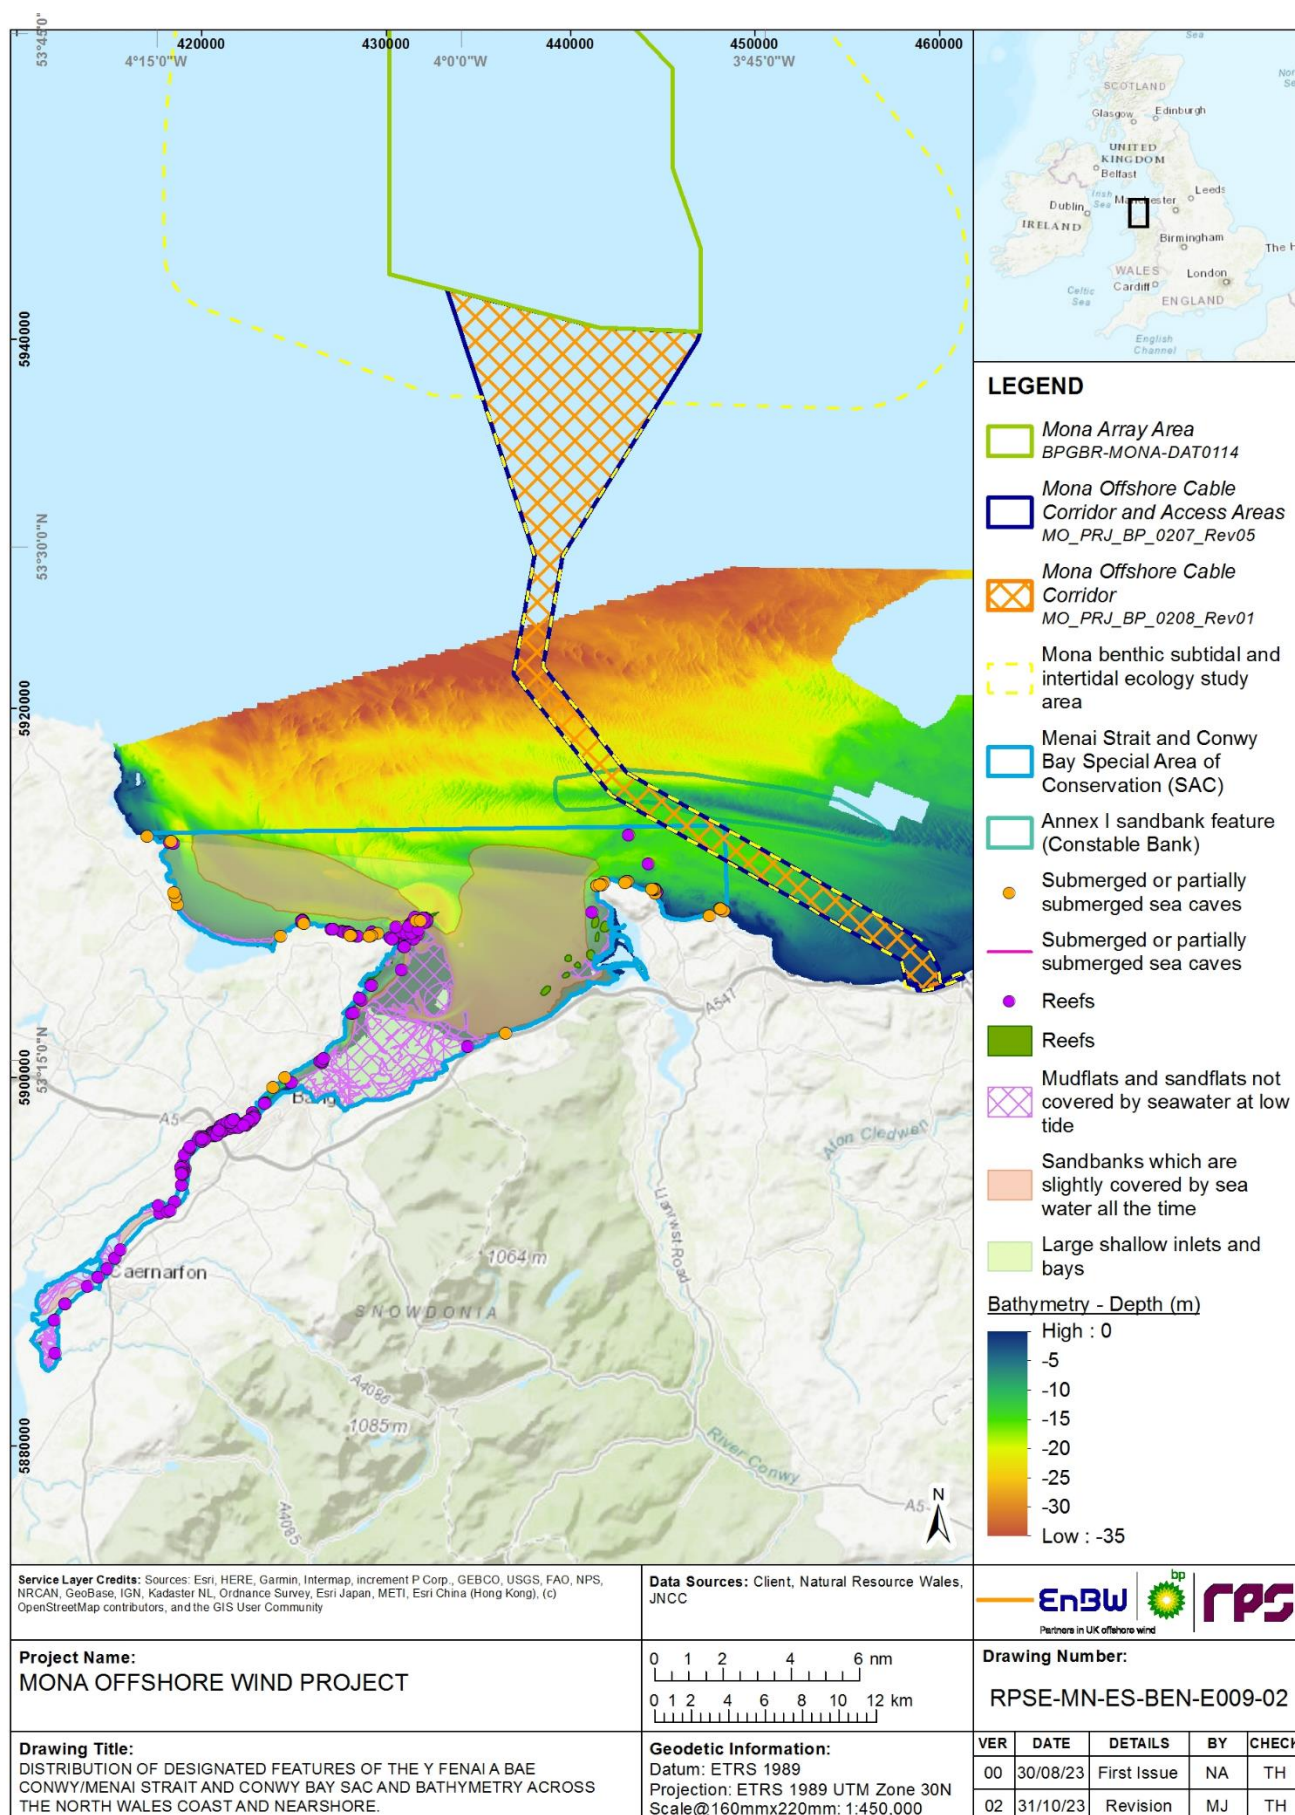 53°45'0"
420000
430000
440000
450000
460000
4°15'0"W
4°0'0"W
3°45'0"W
5940000
53°30'0"N
5920000
5900000
53°15'0"N
5880000
A547
A5
Caernarfon
1064 m
SNOWDONIA
Llanrwst Road
Aton Cledwen
A4086
1085 m
A4085
River Conwy
A5
N
Sea
SCOTLAND
Glasgow
Edinburgh
UNITED
KINGDOM
Belfast
Irish
Sea
Leeds
Manchester
Dublin
IRELAND
Birmingham
The H
WALES
Cardiff
London
ENGLAND
Celtic
Sea
English
Channel
LEGEND
Mona Array Area
BPGBR-MONA-DAT0114
Mona Offshore Cable
Corridor and Access Areas
MO_PRJ_BP_0207_Rev05
Mona Offshore Cable
Corridor
MO_PRJ_BP_0208_Rev01
Mona benthic subtidal and
intertidal ecology study
area
Menai Strait and Conwy
Bay Special Area of
Conservation (SAC)
Annex I sandbank feature
(Constable Bank)
Submerged or partially
submerged sea caves
Submerged or partially
submerged sea caves
Reefs
Reefs
Mudflats and sandflats not
covered by seawater at low
tide
Sandbanks which are
slightly covered by sea
water all the time
Large shallow inlets and
bays
Bathymetry - Depth (m)
High : 0
-5
-10
-15
-20
-25
-30
Low : -35
Service Layer Credits: Sources: Esri, HERE, Garmin, Intermap, increment P Corp., GEBCO, USGS, FAO, NPS,
NRCAN, GeoBase, IGN, Kadaster NL, Ordnance Survey, Esri Japan, METI, Esri China (Hong Kong), (c)
OpenStreetMap contributors, and the GIS User Community
Data Sources: Client, Natural Resource Wales,
JNCC
EnBW
bp
rps
Partners in UK offshore wind
Project Name:
MONA OFFSHORE WIND PROJECT
0 1 2 4 6 nm
0 1 2 4 6 8 10 12 km
Drawing Number:
RPSE-MN-ES-BEN-E009-02
Drawing Title:
DISTRIBUTION OF DESIGNATED FEATURES OF THE Y FENAI A BAE
CONWY/MENAI STRAIT AND CONWY BAY SAC AND BATHYMETRY ACROSS
THE NORTH WALES COAST AND NEARSHORE.
Geodetic Information:
Datum: ETRS 1989
Projection: ETRS 1989 UTM Zone 30N
Scale@160mmx220mm: 1:450,000
VER DATE DETAILS BY CHECK
00 30/08/23 First Issue NA TH
02 31/10/23 Revision MJ TH